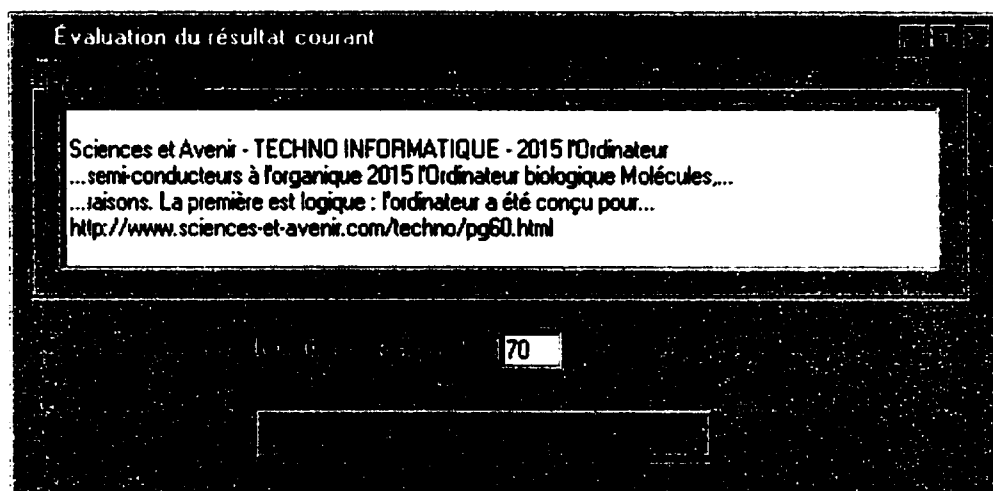 Évaluation du résultat courant
Sciences et Avenir - TECHNO INFORMATIQUE - 2015 l'Ordinateur
...semi-conducteurs à l'organique 2015 l'Ordinateur biologique Molécules,...
...raisons. La première est logique : l'ordinateur a été conçu pour...
http://www.sciences-et-avenir.com/techno/pg60.html
70